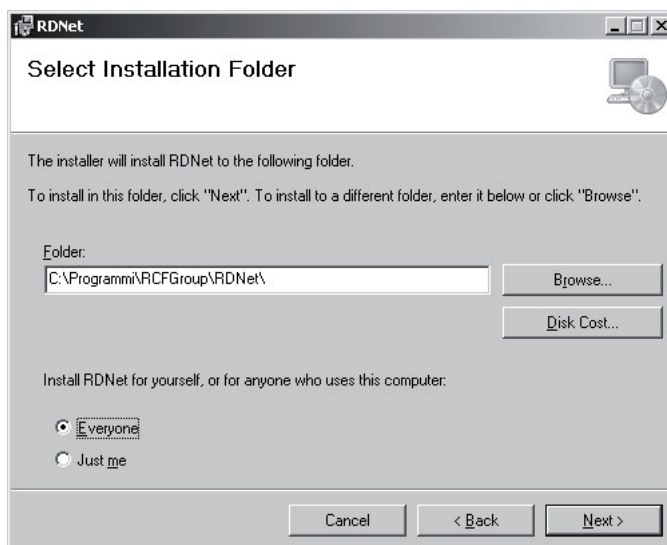 RDNet
Select Installation Folder
The installer will install RDNet to the following folder.
To install in this folder, click "Next". To install to a different folder, enter it below or click "Browse".
Folder:
C:\Programmi\RCFGroup\RDNet\
Browse...
Disk Cost...
Install RDNet for yourself, or for anyone who uses this computer:
Everyone
Just me
Cancel
< Back
Next >